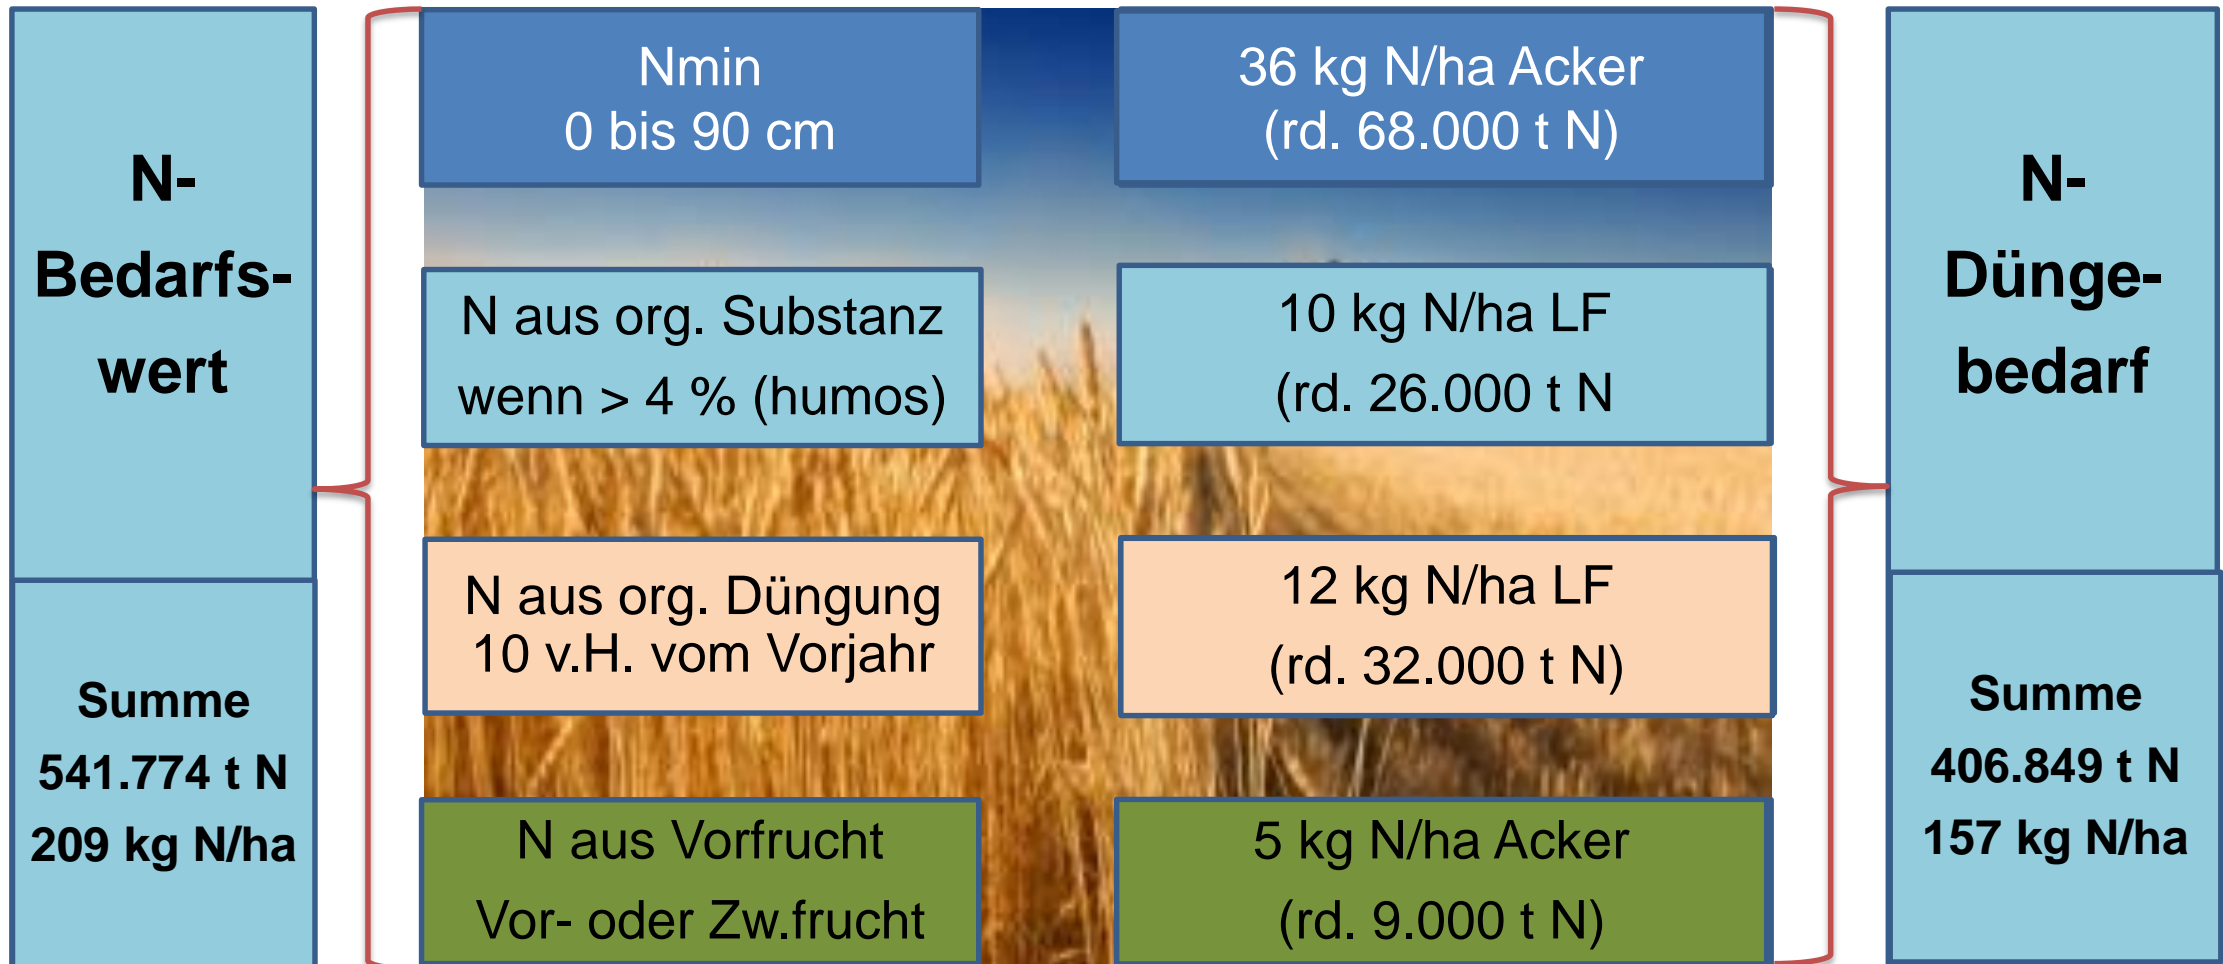 N-
Bedarfs-
wert
Summe
541.774 t N
209 kg N/ha
Nmin
0 bis 90 cm
36 kg N/ha Acker
(rd. 68.000 t N)
N aus org. Substanz
wenn > 4 % (humos)
10 kg N/ha LF
(rd. 26.000 t N
N aus org. Düngung
10 v.H. vom Vorjahr
12 kg N/ha LF
(rd. 32.000 t N)
N aus Vorfrucht
Vor- oder Zw.frucht
5 kg N/ha Acker
(rd. 9.000 t N)
N-
Dünge-
bedarf
Summe
406.849 t N
157 kg N/ha